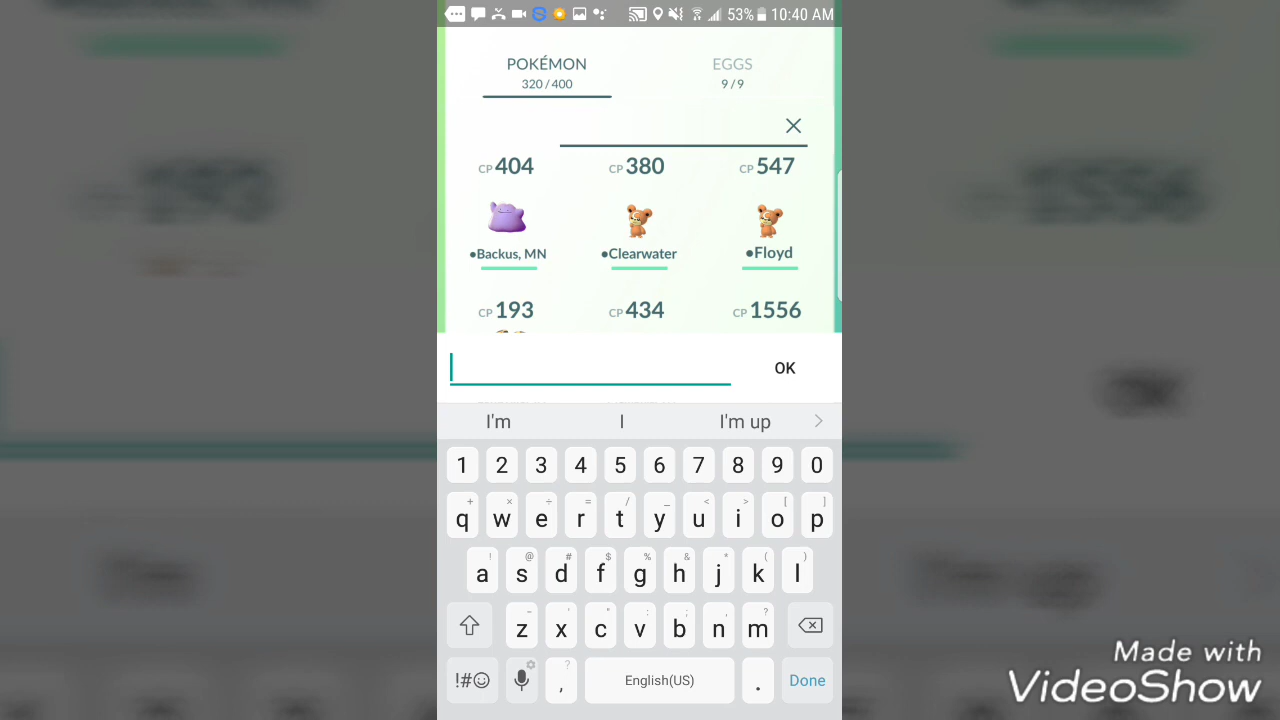 53% 10:40 AM
POKÉMON EGGS
320 / 400 9 / 9
CP 404 CP 380 CP 547
•Backus, MN •Clearwater •Floyd
CP 193 CP 434 CP 1556
OK
I'm I I'm up >
1 2 3 4 5 6 7 8 9 0
+ × ÷ = / _ < > [ ]
q w e r t y u i o p
! @ # $ % & * ( )
a s d f g h j k l
- ' " : ; , ?
z x c v b n m
!#☺ , ? English(US) . Done
Made with
VideoShow